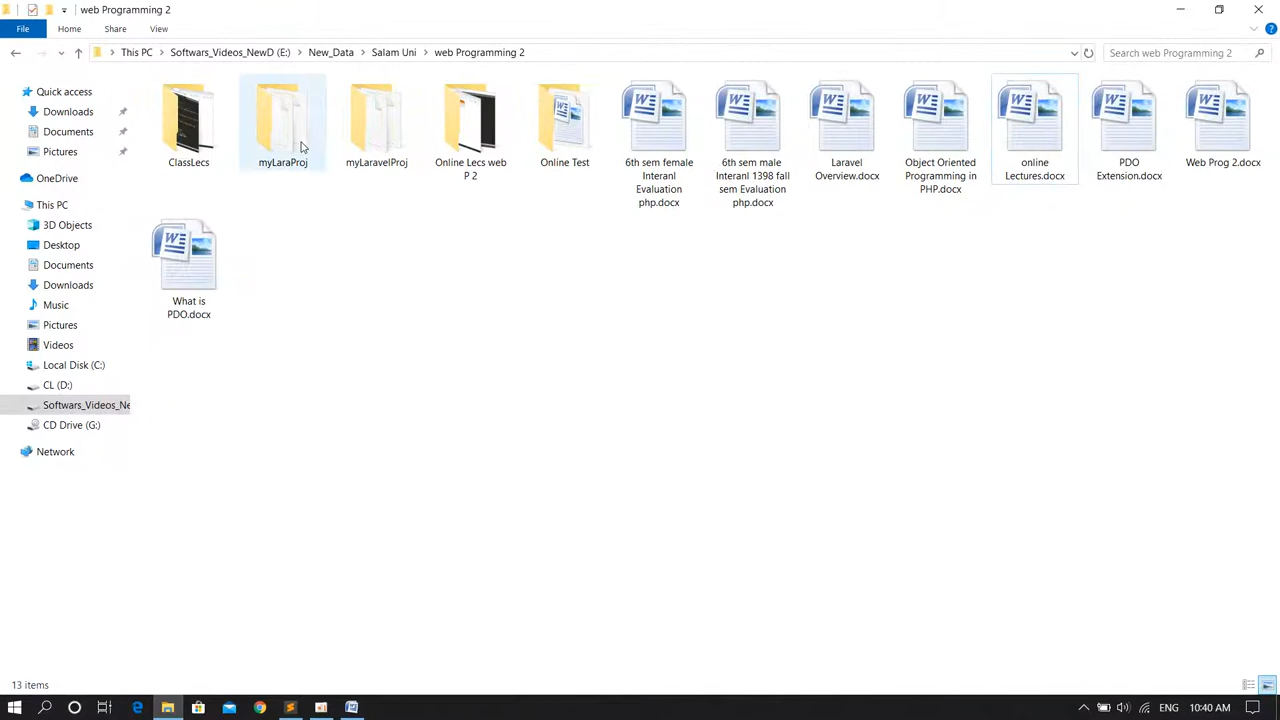 web Programming 2
File
Home
Share
View
This PC
Softwars_Videos_NewD (E:)
New_Data
Salam Uni
web Programming 2
Search web Programming 2
Quick access
Downloads
Documents
Pictures
OneDrive
This PC
3D Objects
Desktop
Documents
Downloads
Music
Pictures
Videos
Local Disk (C:)
CL (D:)
Softwars_Videos_Ne
CD Drive (G:)
Network
ClassLecs
myLaraProj
myLaravelProj
Online Lecs web
P 2
Online Test
6th sem female
Interanl
Evaluation
php.docx
6th sem male
Interanl 1398 fall
sem Evaluation
php.docx
Laravel
Overview.docx
Object Oriented
Programming in
PHP.docx
online
Lectures.docx
PDO
Extension.docx
Web Prog 2.docx
What is
PDO.docx
13 items
ENG
10:40 AM